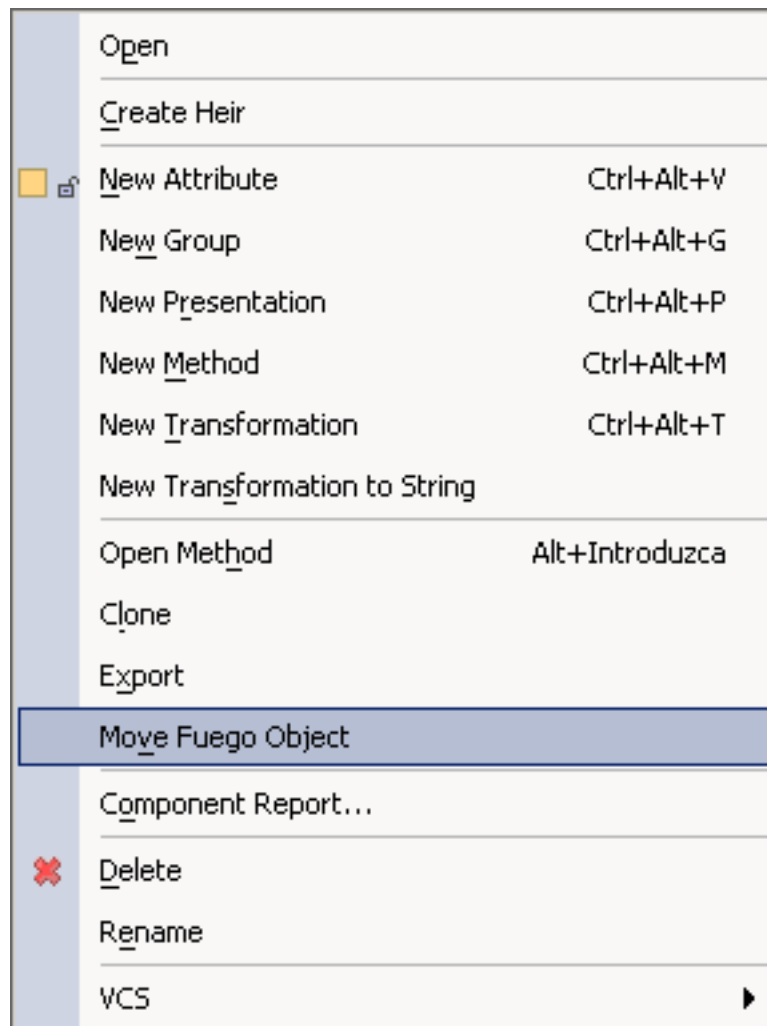 Open
Create Heir
New Attribute Ctrl+Alt+V
New Group Ctrl+Alt+G
New Presentation Ctrl+Alt+P
New Method Ctrl+Alt+M
New Transformation Ctrl+Alt+T
New Transformation to String
Open Method Alt+Introduzca
Clone
Export
Move Fuego Object
Component Report...
Delete
Rename
VCS